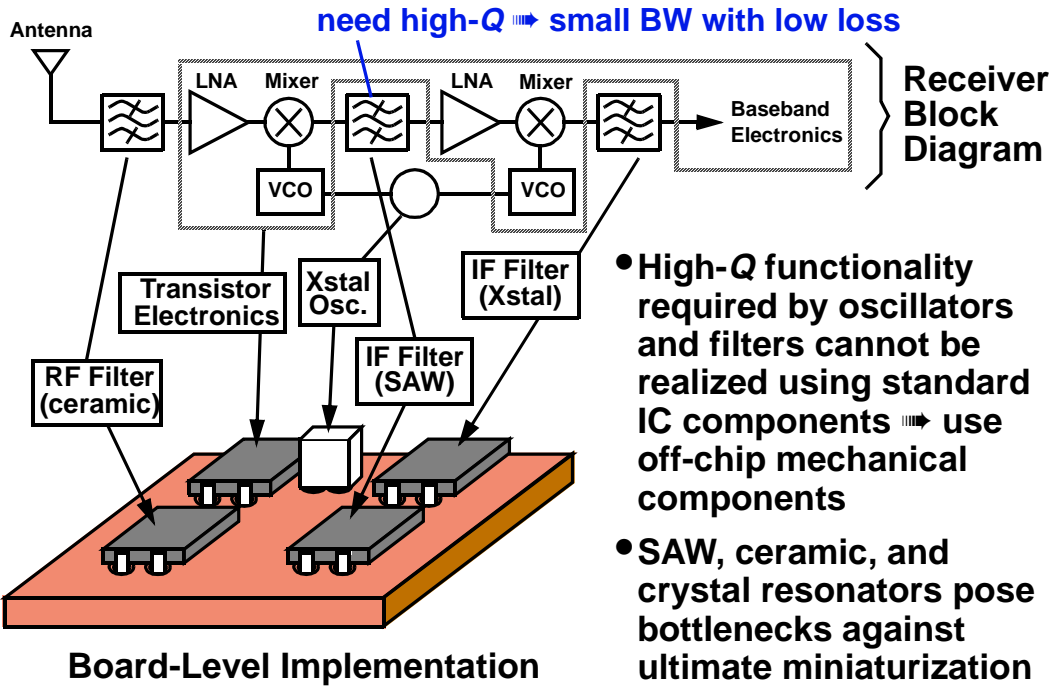 need high-Q ➠ small BW with low loss
Antenna
LNA
Mixer
LNA
Mixer
Baseband
Electronics
VCO
VCO
Receiver
Block
Diagram
Transistor
Electronics
Xstal
Osc.
IF Filter
(Xstal)
RF Filter
(ceramic)
IF Filter
(SAW)
Board-Level Implementation
•High-Q functionality
required by oscillators
and filters cannot be
realized using standard
IC components ➠ use
off-chip mechanical
components
•SAW, ceramic, and
crystal resonators pose
bottlenecks against
ultimate miniaturization